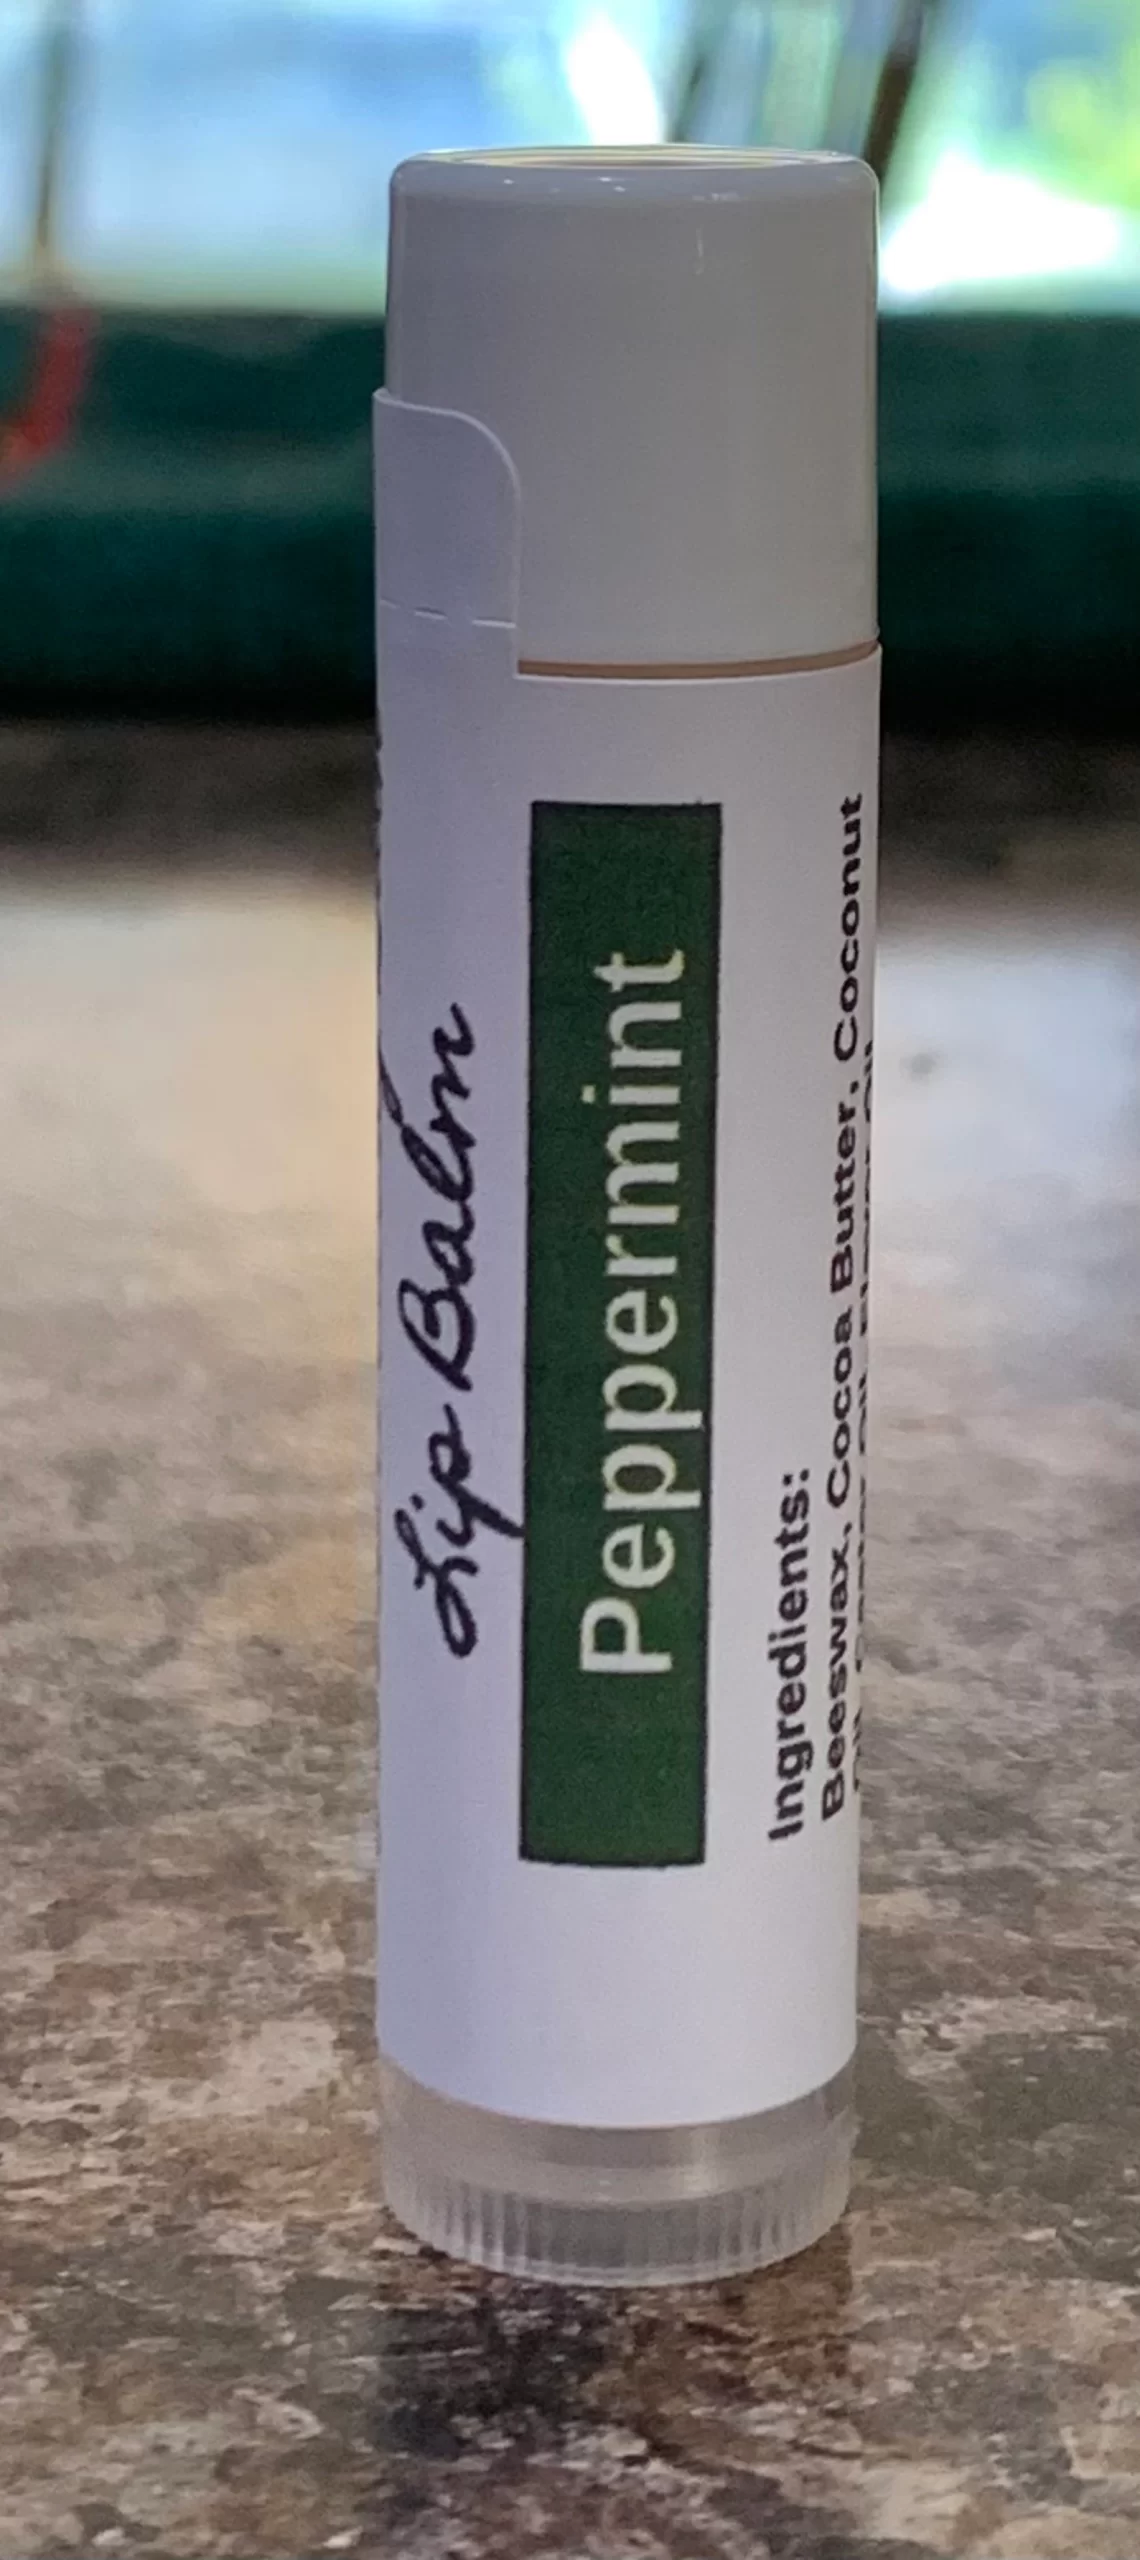 Lip Balm
Peppermint
Ingredients:
Beeswax, Cocoa Butter, Coconut